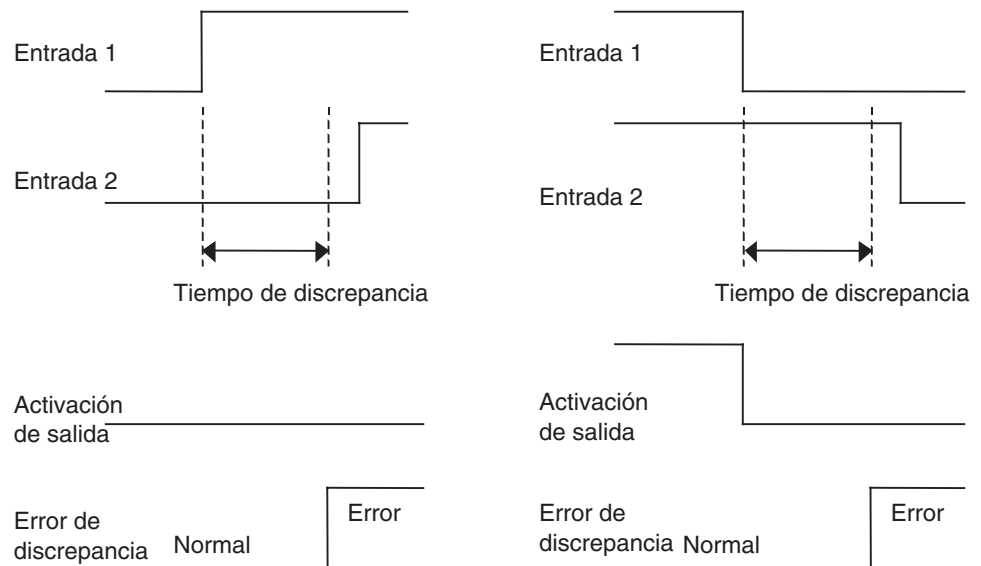 Entrada 1
Entrada 2
Tiempo de discrepancia
Activación
de salida
Error de
discrepancia
Normal
Error
Entrada 1
Entrada 2
Tiempo de discrepancia
Activación
de salida
Error de
discrepancia
Normal
Error